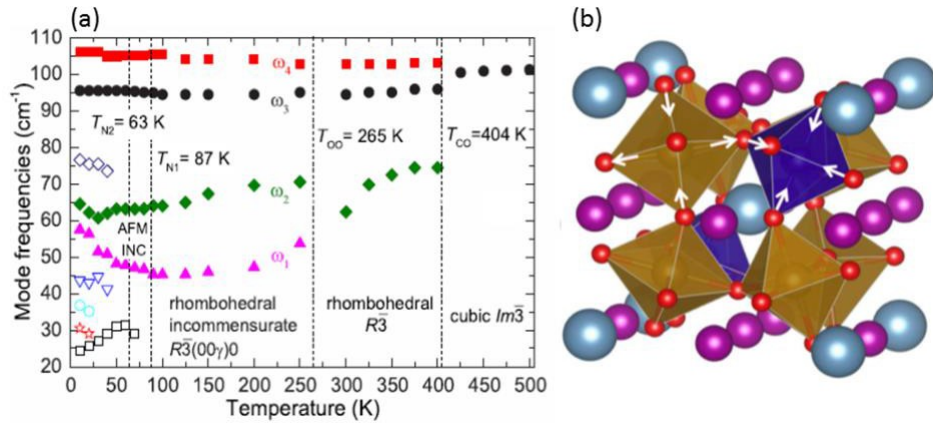 (a)
(b)
Mode frequencies (cm⁻¹)
110
100
90
80
70
60
50
40
30
20
ω₄
ω₃
ω₂
ω₁
T_N2 = 63 K
T_N1 = 87 K
T_OO = 265 K
T_CO = 404 K
AFM
INC
rhombohedral
incommensurate
R3̅(00γ)0
rhombohedral
R3̅
cubic Im3̅
0 50 100 150 200 250 300 350 400 450 500
Temperature (K)